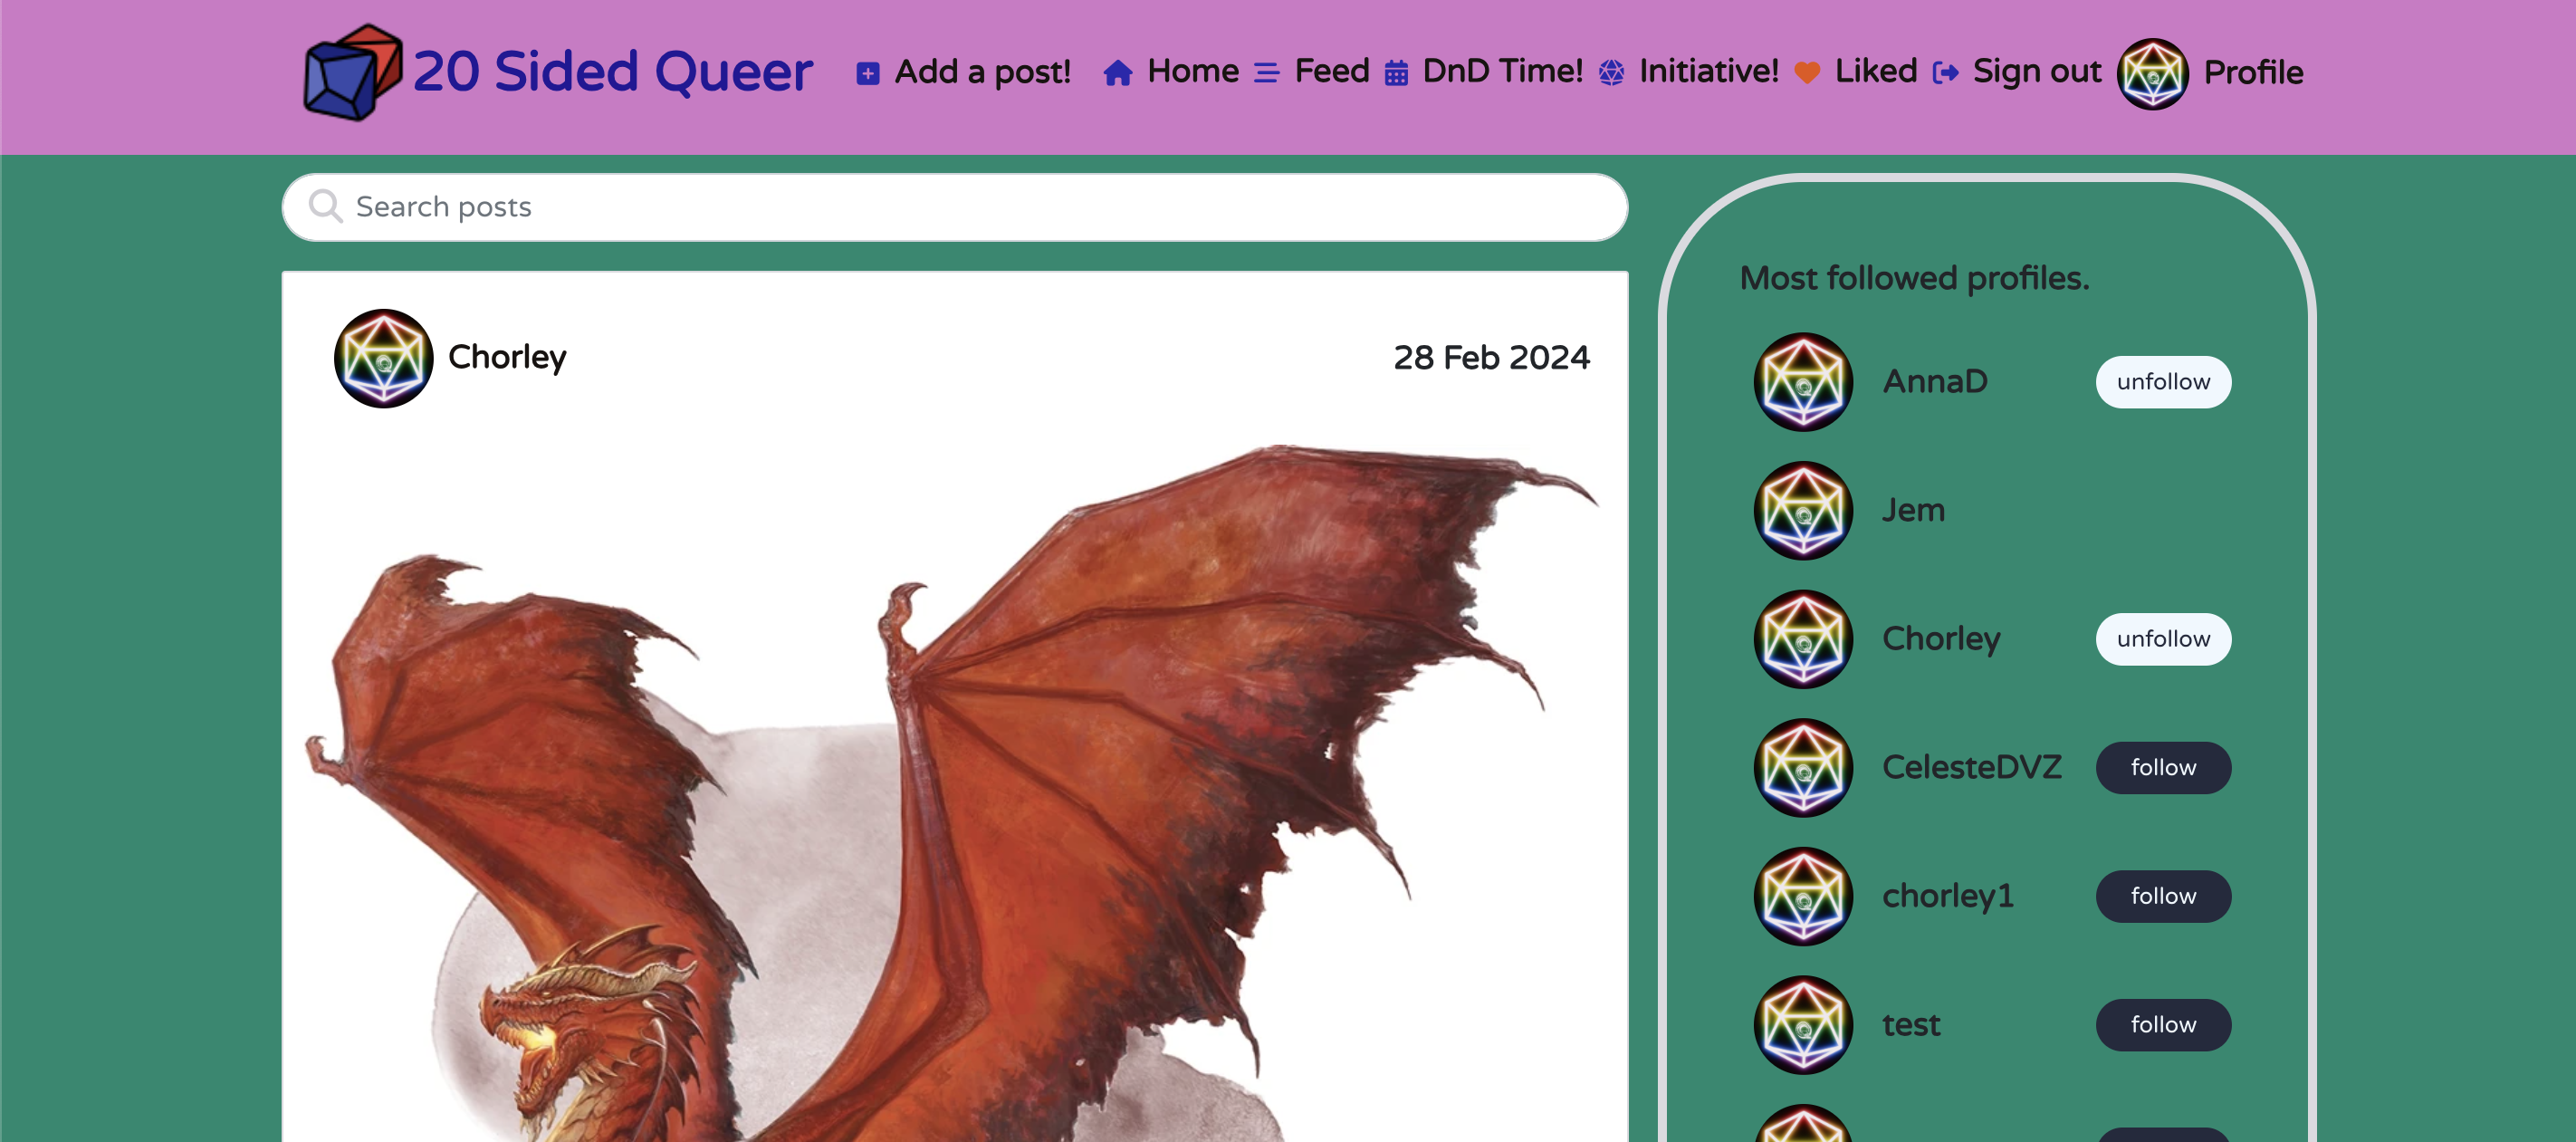 20 Sided Queer Add a post! Home Feed DnD Time! Initiative! Liked Sign out Profile
Search posts
Chorley 28 Feb 2024
Most followed profiles.
AnnaD unfollow
Jem
Chorley unfollow
CelesteDVZ follow
chorley1 follow
test follow